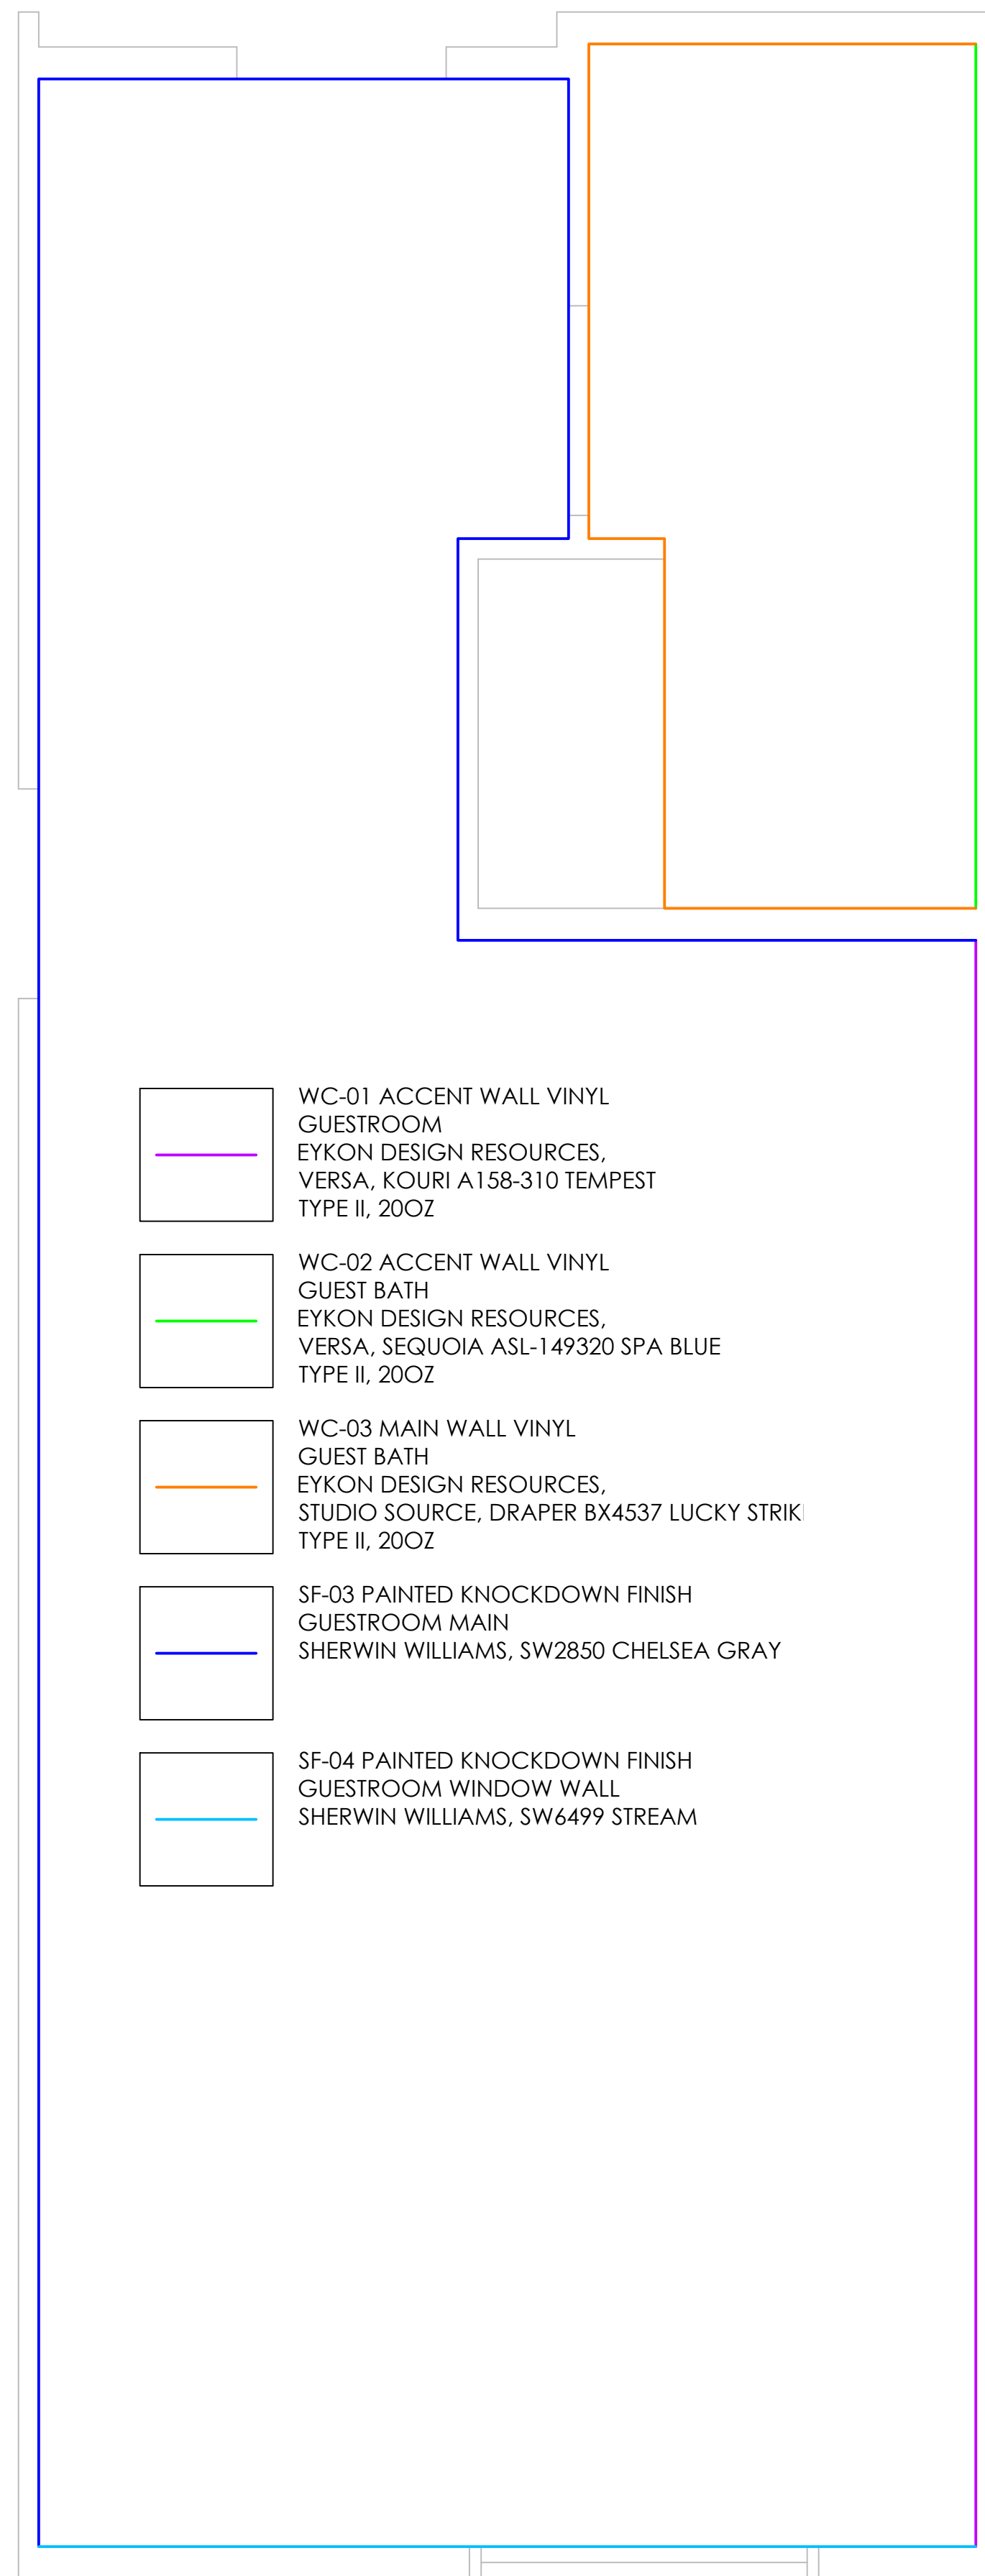 WC-01 ACCENT WALL VINYL
GUESTROOM
EYKON DESIGN RESOURCES,
VERSA, KOURI A158-310 TEMPEST
TYPE II, 20OZ
WC-02 ACCENT WALL VINYL
GUEST BATH
EYKON DESIGN RESOURCES,
VERSA, SEQUOIA ASL-149320 SPA BLUE
TYPE II, 20OZ
WC-03 MAIN WALL VINYL
GUEST BATH
EYKON DESIGN RESOURCES,
STUDIO SOURCE, DRAPER BX4537 LUCKY
TYPE II, 20OZ
SF-03 PAINTED KNOCKDOWN FINISH
GUESTROOM MAIN
SHERWIN WILLIAMS, SW2850 CHELSEA GRAY
SF-04 PAINTED KNOCKDOWN FINISH
GUESTROOM WINDOW WALL
SHERWIN WILLIAMS, SW6499 STREAM